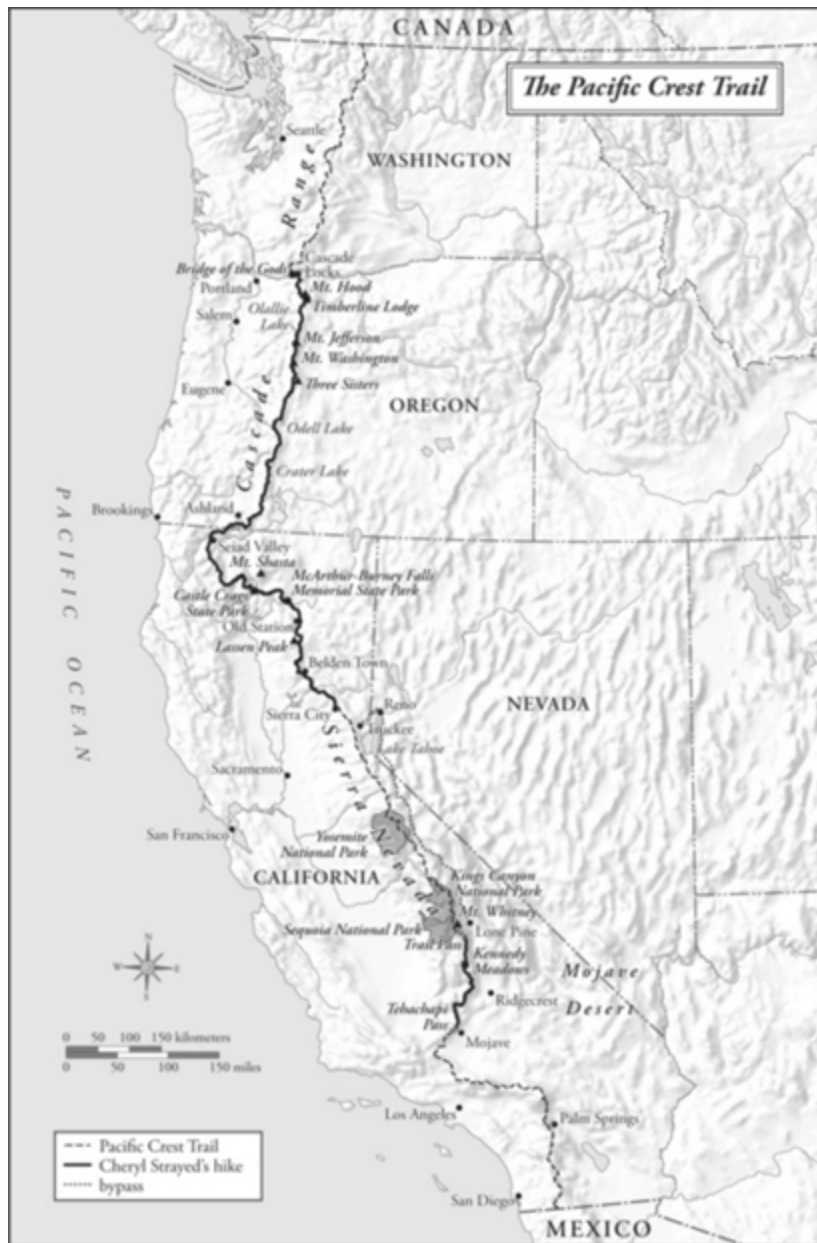 CANADA
The Pacific Crest Trail
Seattle
WASHINGTON
Range
Cascade
Locks
Bridge of the Gods
Portland
Mt. Hood
Timberline Lodge
Olallie
Lake
Salem
Mt. Jefferson
Mt. Washington
Three Sisters
Eugene
OREGON
Cascade
Odell Lake
Crater Lake
Brookings
Ashland
PACIFIC OCEAN
Seiad Valley
Mt. Shasta
McArthur-Burney Falls
Memorial State Park
Castle Crags
State Park
Old Station
Lassen Peak
Belden Town
NEVADA
Reno
Sierra City
Truckee
Lake Tahoe
Sierra Nevada
Sacramento
San Francisco
Yosemite
National Park
CALIFORNIA
Kings Canyon
National Park
Mt. Whitney
Sequoia National Park
Lone Pine
Trail Pass
Kennedy
Meadows
Mojave
Desert
Ridgecrest
Tehachapi
Pass
Mojave
N
W
E
S
0 50 100 150 kilometers
0 50 100 150 miles
Los Angeles
Palm Springs
Pacific Crest Trail
Cheryl Strayed's hike
bypass
San Diego
MEXICO